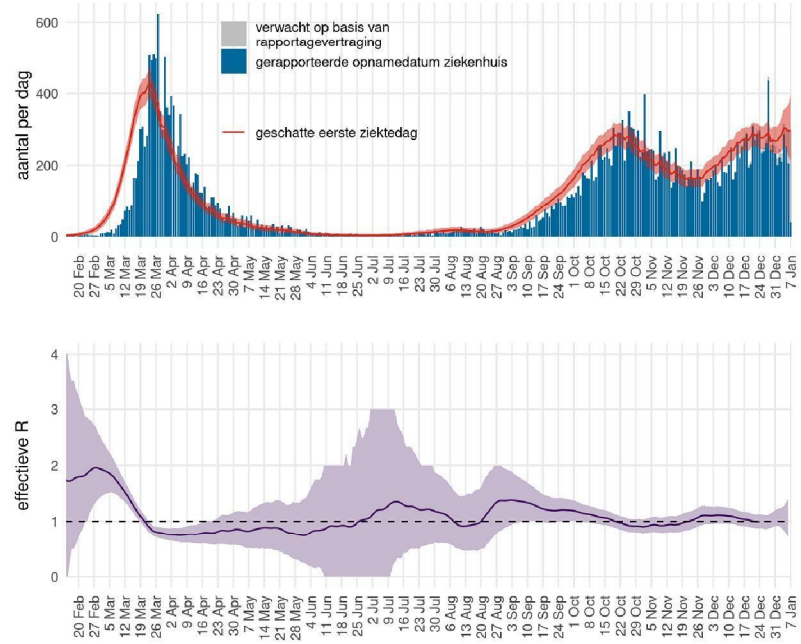 600
400
200
0
aantal per dag
verwacht op basis van
rapportagevertraging
gerapporteerde opnamedatum ziekenhuis
geschatte eerste ziektedag
20 Feb
27 Feb
5 Mar
12 Mar
19 Mar
26 Mar
2 Apr
9 Apr
16 Apr
23 Apr
30 Apr
7 May
14 May
21 May
28 May
4 Jun
11 Jun
18 Jun
25 Jun
2 Jul
9 Jul
16 Jul
23 Jul
30 Jul
6 Aug
13 Aug
20 Aug
27 Aug
3 Sep
10 Sep
17 Sep
24 Sep
1 Oct
8 Oct
15 Oct
22 Oct
29 Oct
5 Nov
12 Nov
19 Nov
26 Nov
3 Dec
10 Dec
17 Dec
24 Dec
31 Dec
7 Jan
4
3
2
1
0
effectieve R
20 Feb
27 Feb
5 Mar
12 Mar
19 Mar
26 Mar
2 Apr
9 Apr
16 Apr
23 Apr
30 Apr
7 May
14 May
21 May
28 May
4 Jun
11 Jun
18 Jun
25 Jun
2 Jul
9 Jul
16 Jul
23 Jul
30 Jul
6 Aug
13 Aug
20 Aug
27 Aug
3 Sep
10 Sep
17 Sep
24 Sep
1 Oct
8 Oct
15 Oct
22 Oct
29 Oct
5 Nov
12 Nov
19 Nov
26 Nov
3 Dec
10 Dec
17 Dec
24 Dec
31 Dec
7 Jan